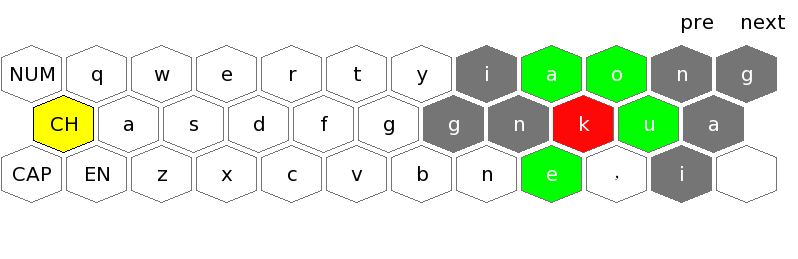 pre next
NUM q w e r t y i a o n g
CH a s d f g g n k u a
CAP EN z x c v b n e , i